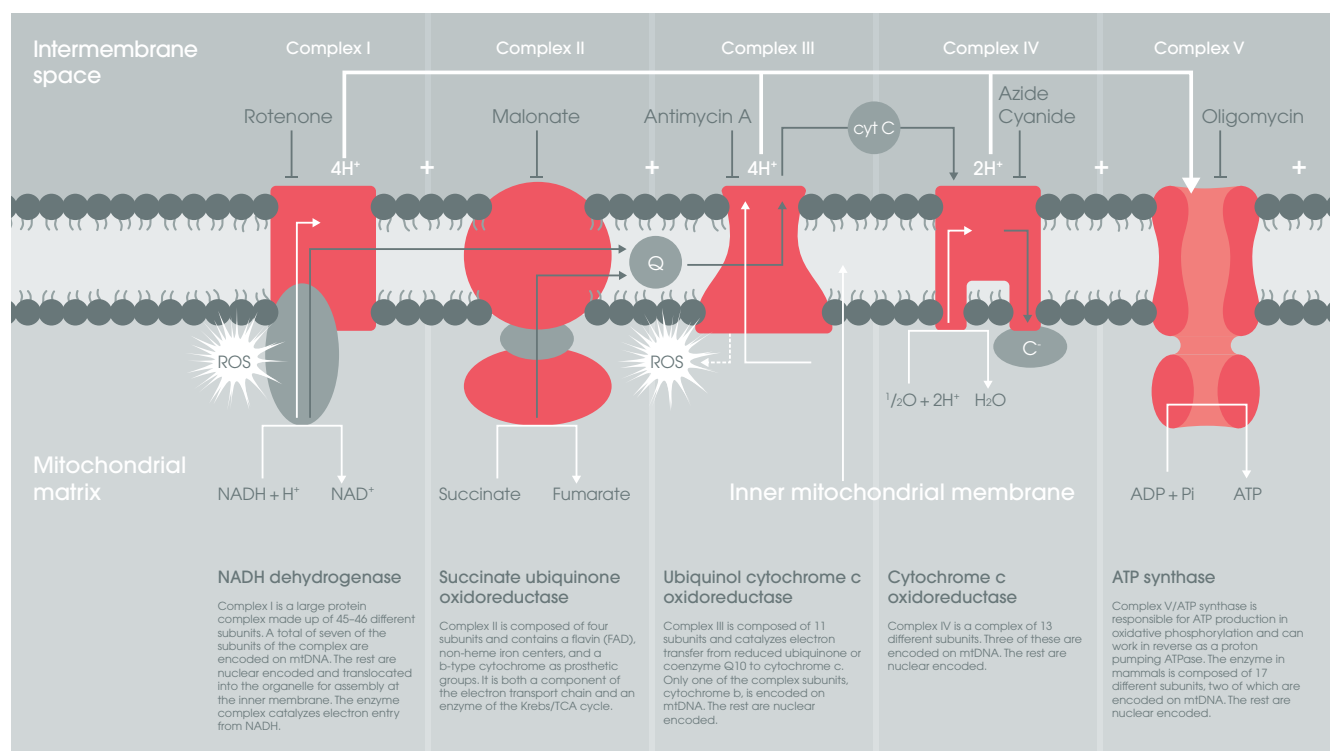 Intermembrane
space
Complex I
Complex II
Complex III
Complex IV
Complex V
Rotenone
Malonate
Antimycin A
cyt C
Azide
Cyanide
Oligomycin
4H⁺
+
+
4H⁺
2H⁺
+
+
Q
ROS
ROS
C⁻
½O + 2H⁺
H₂O
Mitochondrial
matrix
NADH + H⁺
NAD⁺
Succinate
Fumarate
Inner mitochondrial membrane
ADP + Pi
ATP
NADH dehydrogenase
Complex I is a large protein
complex made up of 45–46 different
subunits. A total of seven of the
subunits of the complex are
encoded on mtDNA. The rest are
nuclear encoded and translocated
into the organelle for assembly at
the inner membrane. The enzyme
complex catalyzes electron entry
from NADH.
Succinate ubiquinone
oxidoreductase
Complex II is composed of four
subunits and contains a flavin (FAD),
non-heme iron centers, and a
b-type cytochrome as prosthetic
groups. It is both a component of
the electron transport chain and an
enzyme of the Krebs/TCA cycle.
Ubiquinol cytochrome c
oxidoreductase
Complex III is composed of 11
subunits and catalyzes electron
transfer from reduced ubiquinone or
coenzyme Q10 to cytochrome c.
Only one of the complex subunits,
cytochrome b, is encoded on
mtDNA. The rest are nuclear
encoded.
Cytochrome c
oxidoreductase
Complex IV is a complex of 13
different subunits. Three of these are
encoded on mtDNA. The rest are
nuclear encoded.
ATP synthase
Complex V/ATP synthase is
responsible for ATP production in
oxidative phosphorylation and can
work in reverse as a proton
pumping ATPase. The enzyme in
mammals is composed of 17
different subunits, two of which are
encoded on mtDNA. The rest are
nuclear encoded.